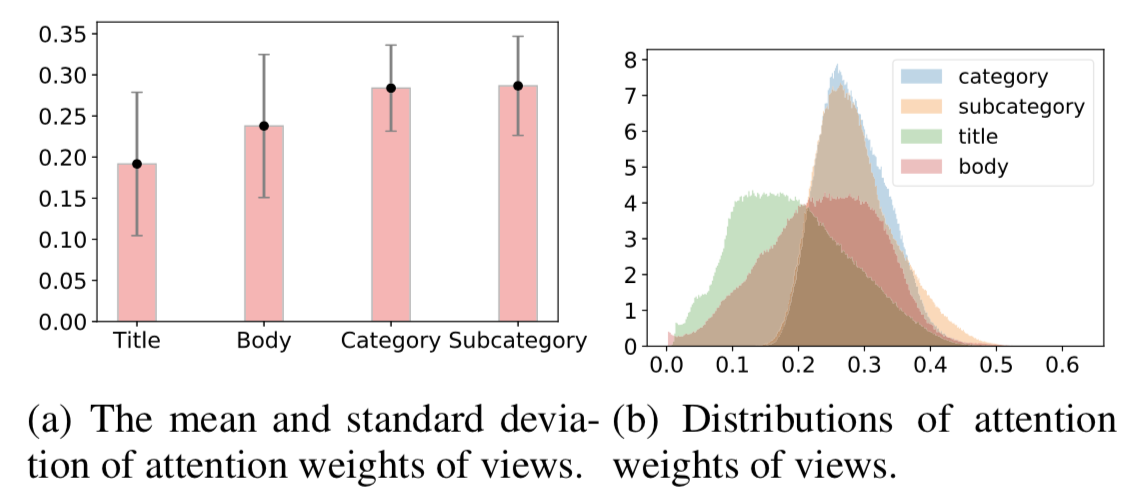 0.35
0.30
0.25
0.20
0.15
0.10
0.05
0.00
Title Body Category Subcategory
8
7
6
5
4
3
2
1
0
0.0 0.1 0.2 0.3 0.4 0.5 0.6
category
subcategory
title
body
(a) The mean and standard devia-
tion of attention weights of views.
(b) Distributions of attention
weights of views.